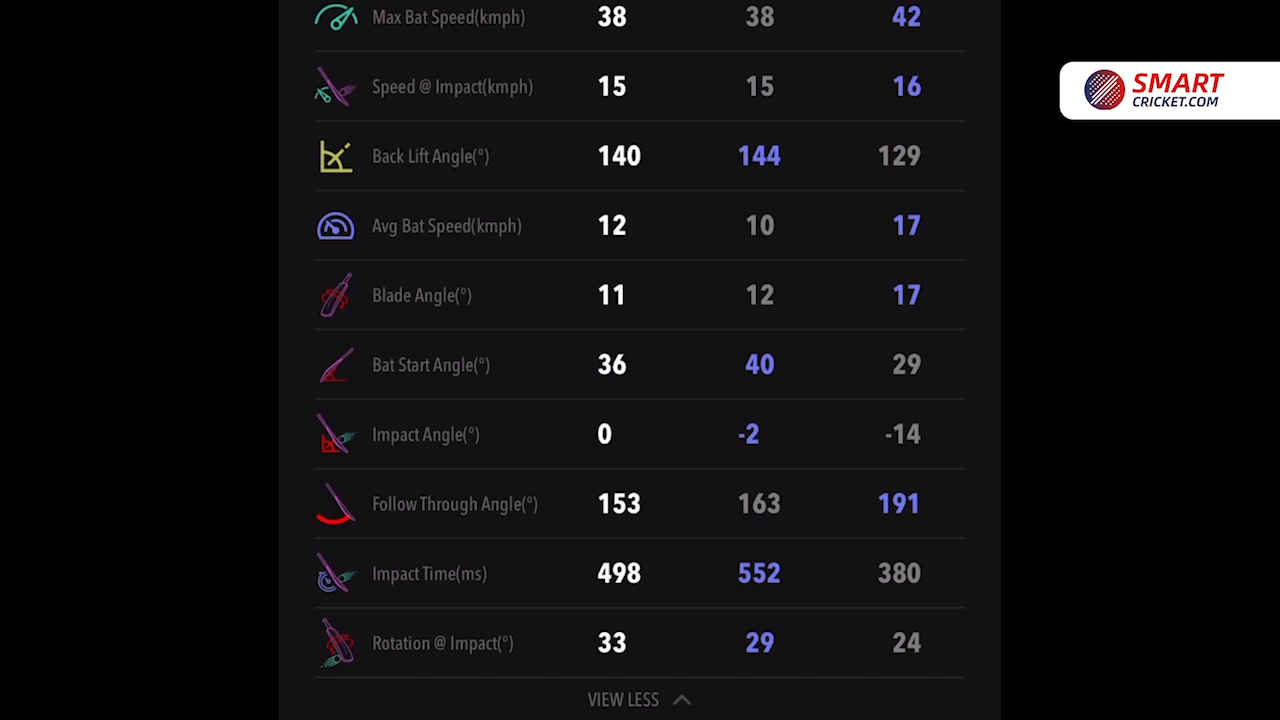 Max Bat Speed(kmph) 38 38 42
SMART
CRICKET.COM
Speed @ Impact(kmph) 15 15 16
Back Lift Angle(°) 140 144 129
Avg Bat Speed(kmph) 12 10 17
Blade Angle(°) 11 12 17
Bat Start Angle(°) 36 40 29
Impact Angle(°) 0 -2 -14
Follow Through Angle(°) 153 163 191
Impact Time(ms) 498 552 380
Rotation @ Impact(°) 33 29 24
VIEW LESS